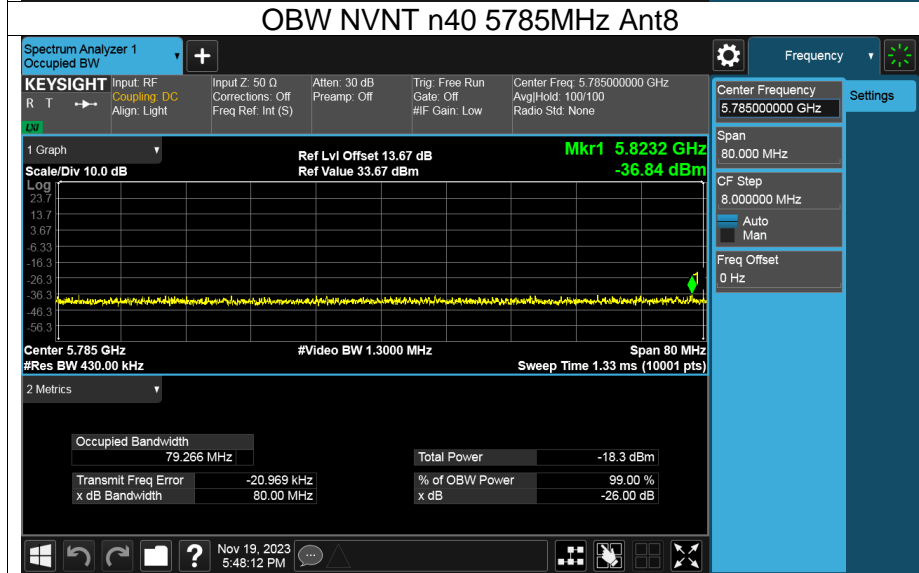 OBW NVNT n40 5785MHz Ant8
Spectrum Analyzer 1
Occupied BW
+
Frequency
KEYSIGHT
R T
LXI
Input: RF
Coupling: DC
Align: Light
Input Z: 50 Ω
Corrections: Off
Freq Ref: Int (S)
Atten: 30 dB
Preamp: Off
Trig: Free Run
Gate: Off
#IF Gain: Low
Center Freq: 5.785000000 GHz
Avg|Hold: 100/100
Radio Std: None
Center Frequency
5.785000000 GHz
Settings
Span
80.000 MHz
CF Step
8.000000 MHz
Auto
Man
Freq Offset
0 Hz
1 Graph
Ref Lvl Offset 13.67 dB
Mkr1 5.8232 GHz
Scale/Div 10.0 dB
Ref Value 33.67 dBm
-36.84 dBm
Log
23.7
13.7
3.67
-6.33
-16.3
-26.3
-36.3
-46.3
-56.3
1
Center 5.785 GHz
#Video BW 1.3000 MHz
Span 80 MHz
#Res BW 430.00 kHz
Sweep Time 1.33 ms (10001 pts)
2 Metrics
Occupied Bandwidth
79.266 MHz
Total Power -18.3 dBm
Transmit Freq Error -20.969 kHz
% of OBW Power 99.00 %
x dB Bandwidth 80.00 MHz
x dB -26.00 dB
?
Nov 19, 2023
5:48:12 PM